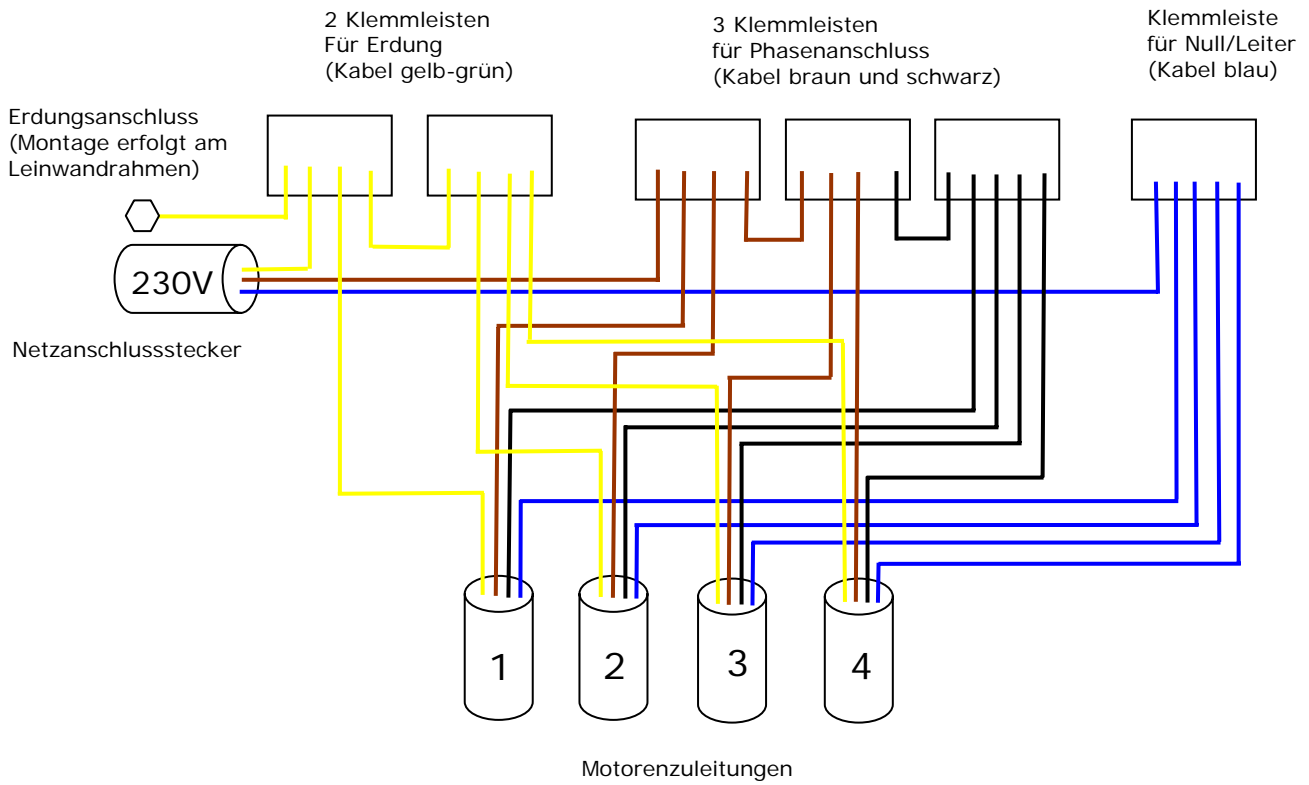 2 Klemmleisten
Für Erdung
(Kabel gelb-grün)
3 Klemmleisten
für Phasenanschluss
(Kabel braun und schwarz)
Klemmleiste
für Null/Leiter
(Kabel blau)
Erdungsanschluss
(Montage erfolgt am
Leinwandrahmen)
230V
Netzanschlussstecker
1
2
3
4
Motorenzuleitungen